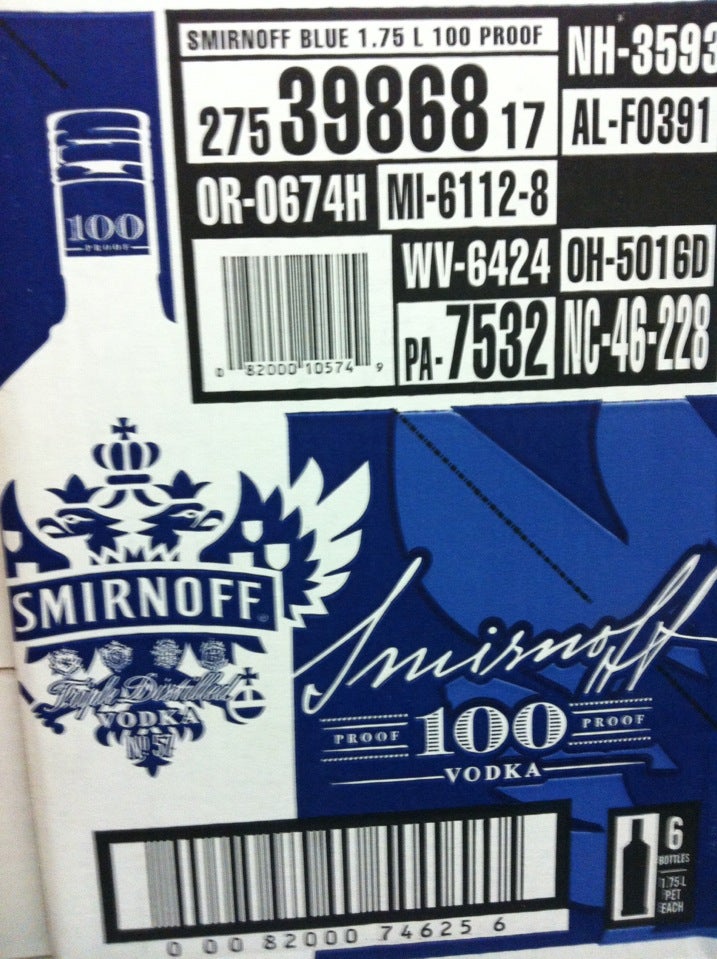 SMIRNOFF BLUE 1.75 L 100 PROOF
NH-3593
275 39868 17
AL-F0391
OR-0674H
MI-6112-8
WV-6424
OH-5016D
PA-7532
NC-46-228
0 82000 10574 9
100
PROOF
SMIRNOFF
Triple Distilled
VODKA
No 57
Smirnoff
PROOF 100 PROOF
VODKA
6
BOTTLES
1.75 L
PET
EACH
0 00 82000 74625 6